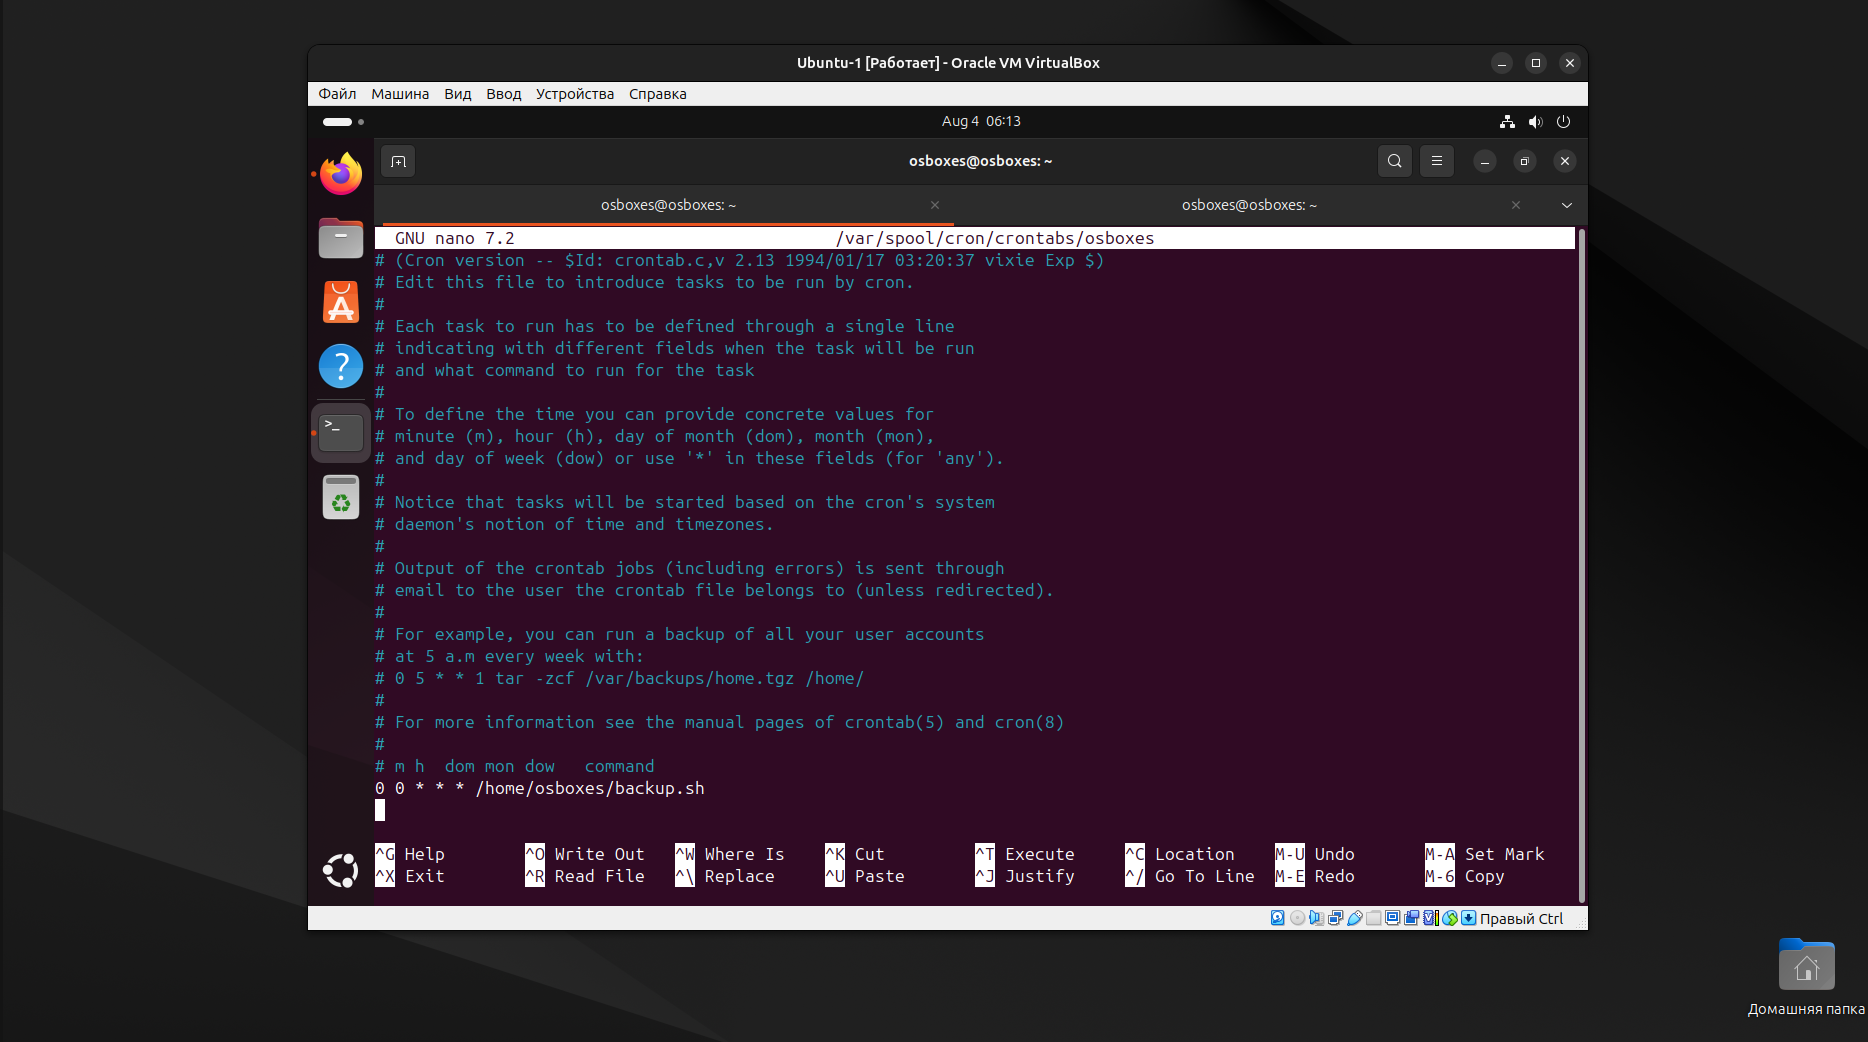 Ubuntu-1 [Работает] - Oracle VM VirtualBox
Файл Машина Вид Ввод Устройства Справка
Aug 4 06:13
osboxes@osboxes: ~
osboxes@osboxes: ~ osboxes@osboxes: ~
GNU nano 7.2 /var/spool/cron/crontabs/osboxes
# (Cron version -- $Id: crontab.c,v 2.13 1994/01/17 03:20:37 vixie Exp $)
# Edit this file to introduce tasks to be run by cron.
#
# Each task to run has to be defined through a single line
# indicating with different fields when the task will be run
# and what command to run for the task
#
# To define the time you can provide concrete values for
# minute (m), hour (h), day of month (dom), month (mon),
# and day of week (dow) or use '*' in these fields (for 'any').
#
# Notice that tasks will be started based on the cron's system
# daemon's notion of time and timezones.
#
# Output of the crontab jobs (including errors) is sent through
# email to the user the crontab file belongs to (unless redirected).
#
# For example, you can run a backup of all your user accounts
# at 5 a.m every week with:
# 0 5 * * 1 tar -zcf /var/backups/home.tgz /home/
#
# For more information see the manual pages of crontab(5) and cron(8)
#
# m h  dom mon dow   command
0 0 * * * /home/osboxes/backup.sh
^G Help ^O Write Out ^W Where Is ^K Cut ^T Execute ^C Location M-U Undo M-A Set Mark
^X Exit ^R Read File ^\ Replace ^U Paste ^J Justify ^/ Go To Line M-E Redo M-6 Copy
Правый Ctrl
Домашняя папка